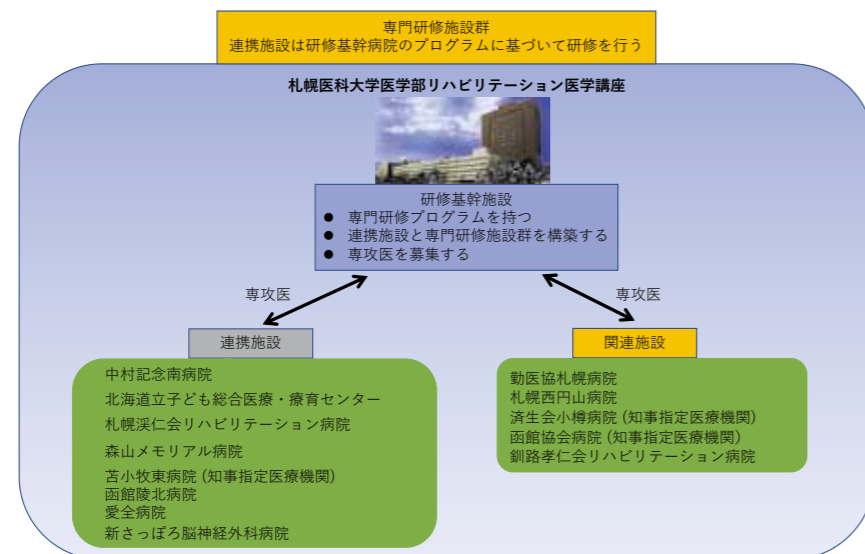 専門研修施設群
連携施設は研修基幹病院のプログラムに基づいて研修を行う
札幌医科大学医学部リハビリテーション医学講座
研修基幹施設
● 専門研修プログラムを持つ
● 連携施設と専門研修施設群を構築する
● 専攻医を募集する
専攻医
専攻医
連携施設
中村記念南病院
北海道立子ども総合医療・療育センター
札幌渓仁会リハビリテーション病院
森山メモリアル病院
苫小牧東病院 (知事指定医療機関)
函館陵北病院
愛全病院
新さっぽろ脳神経外科病院
関連施設
勤医協札幌病院
札幌西円山病院
済生会小樽病院 (知事指定医療機関)
函館協会病院 (知事指定医療機関)
釧路孝仁会リハビリテーション病院